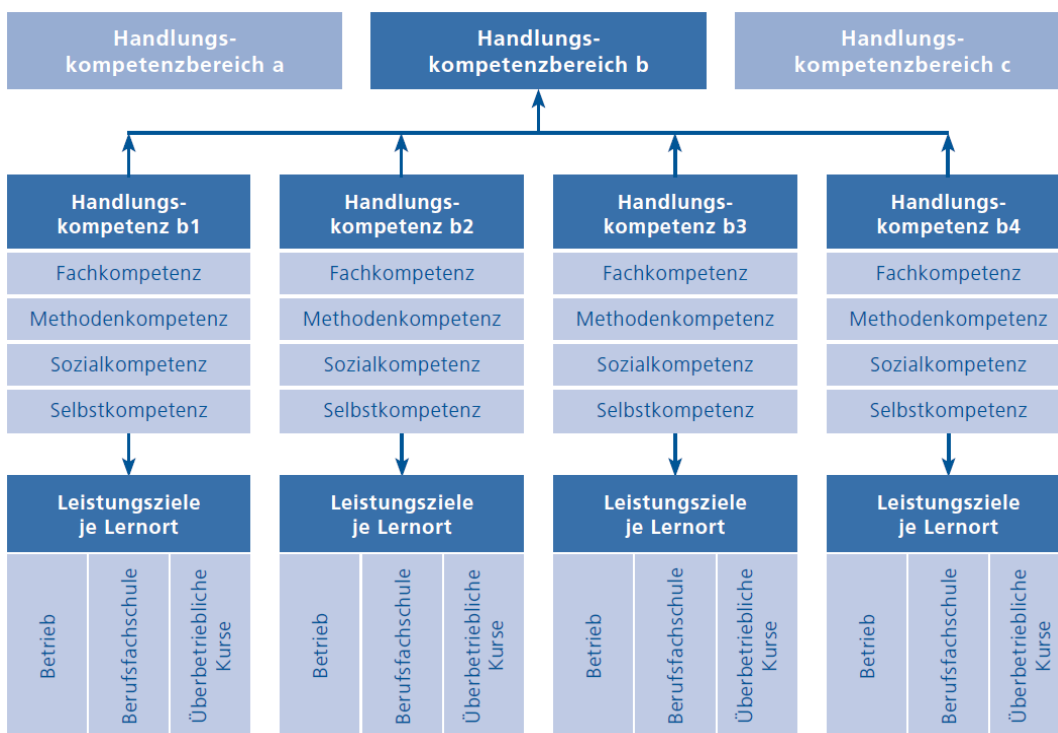 Handlungs-
kompetenzbereich a
Handlungs-
kompetenzbereich b
Handlungs-
kompetenzbereich c
Handlungs-
kompetenz b1
Fachkompetenz
Methodenkompetenz
Sozialkompetenz
Selbstkompetenz
Handlungs-
kompetenz b2
Fachkompetenz
Methodenkompetenz
Sozialkompetenz
Selbstkompetenz
Handlungs-
kompetenz b3
Fachkompetenz
Methodenkompetenz
Sozialkompetenz
Selbstkompetenz
Handlungs-
kompetenz b4
Fachkompetenz
Methodenkompetenz
Sozialkompetenz
Selbstkompetenz
Leistungsziele
je Lernort
Betrieb
Berufsfachschule
Überbetriebliche
Kurse
Leistungsziele
je Lernort
Betrieb
Berufsfachschule
Überbetriebliche
Kurse
Leistungsziele
je Lernort
Betrieb
Berufsfachschule
Überbetriebliche
Kurse
Leistungsziele
je Lernort
Betrieb
Berufsfachschule
Überbetriebliche
Kurse